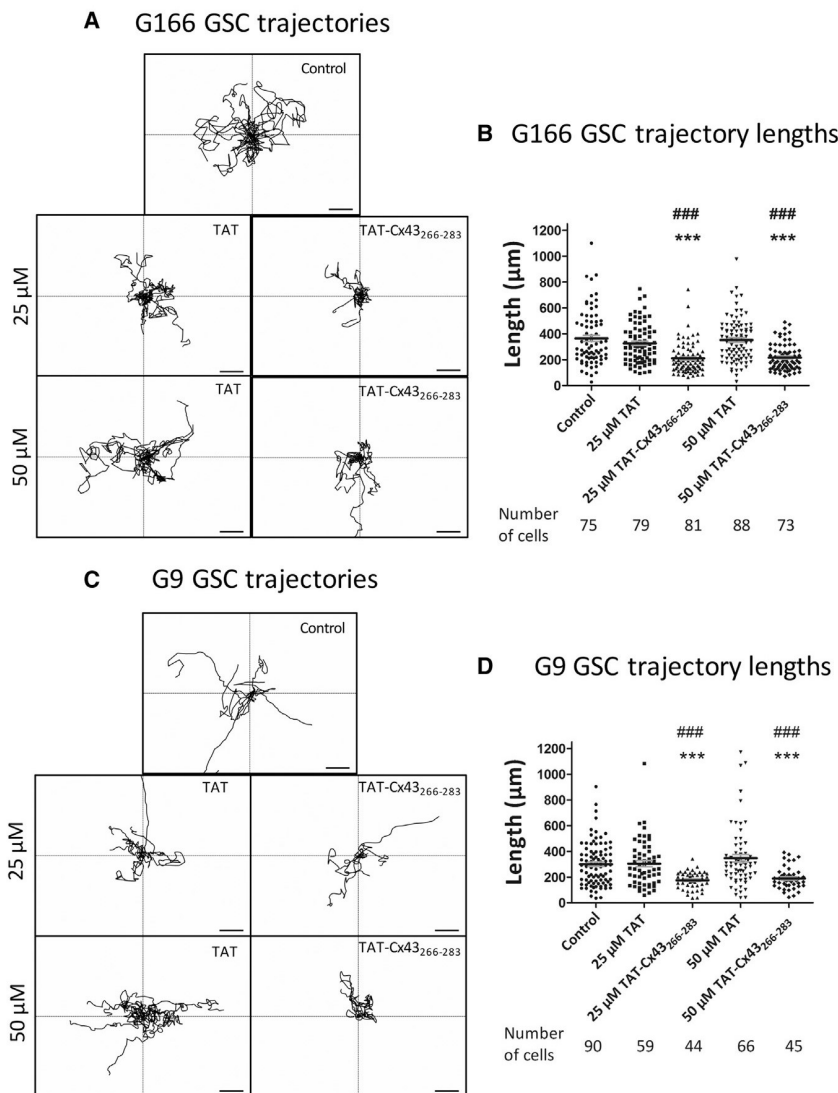 A G166 GSC trajectories
Control
TAT
TAT-Cx43266-283
25 µM
TAT
TAT-Cx43266-283
50 µM
B G166 GSC trajectory lengths
### ###
*** ***
1200
1000
800
600
400
200
0
Length (µm)
Control
25 µM TAT
25 µM TAT-Cx43266-283
50 µM TAT
50 µM TAT-Cx43266-283
Number
of cells
75 79 81 88 73
C G9 GSC trajectories
Control
TAT
TAT-Cx43266-283
25 µM
TAT
TAT-Cx43266-283
50 µM
D G9 GSC trajectory lengths
### ###
*** ***
1200
1000
800
600
400
200
0
Length (µm)
Control
25 µM TAT
25 µM TAT-Cx43266-283
50 µM TAT
50 µM TAT-Cx43266-283
Number
of cells
90 59 44 66 45